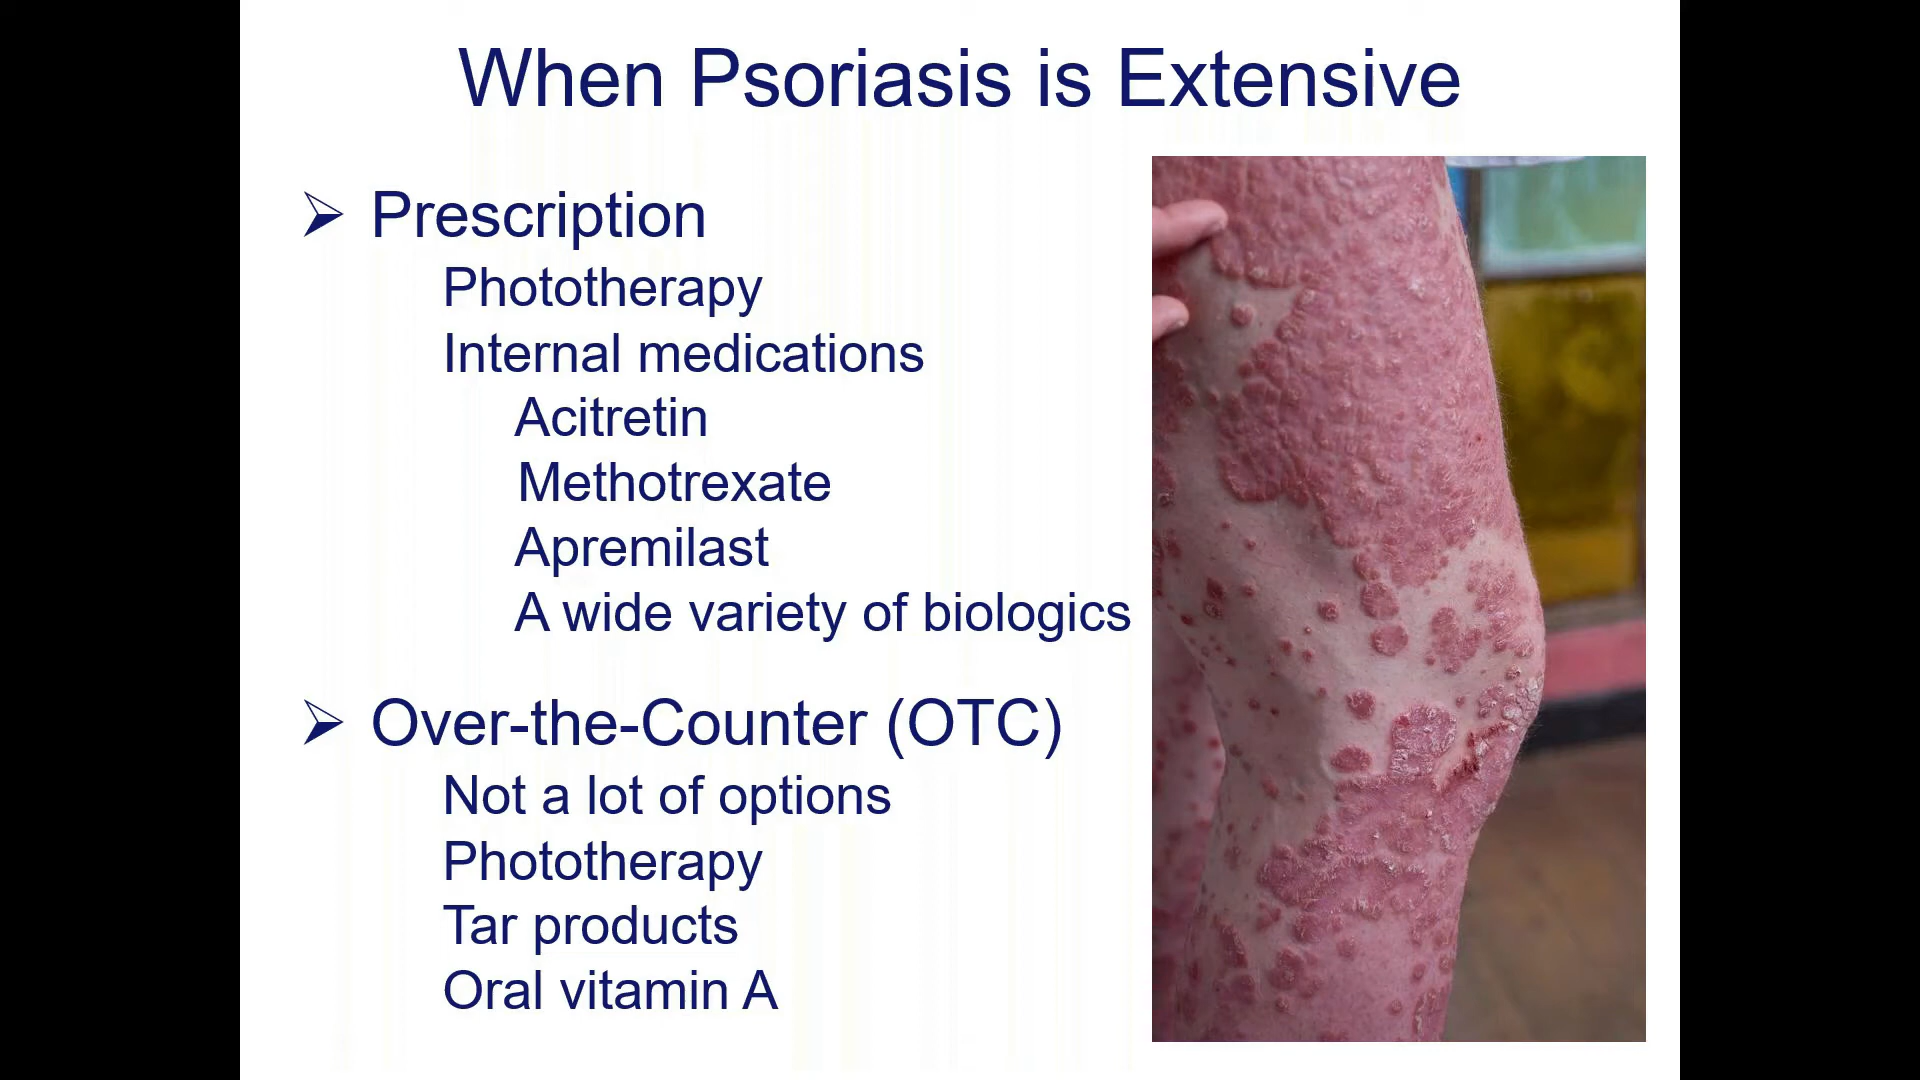 When Psoriasis is Extensive
Prescription
Phototherapy
Internal medications
Acitretin
Methotrexate
Apremilast
A wide variety of biologics
Over-the-Counter (OTC)
Not a lot of options
Phototherapy
Tar products
Oral vitamin A